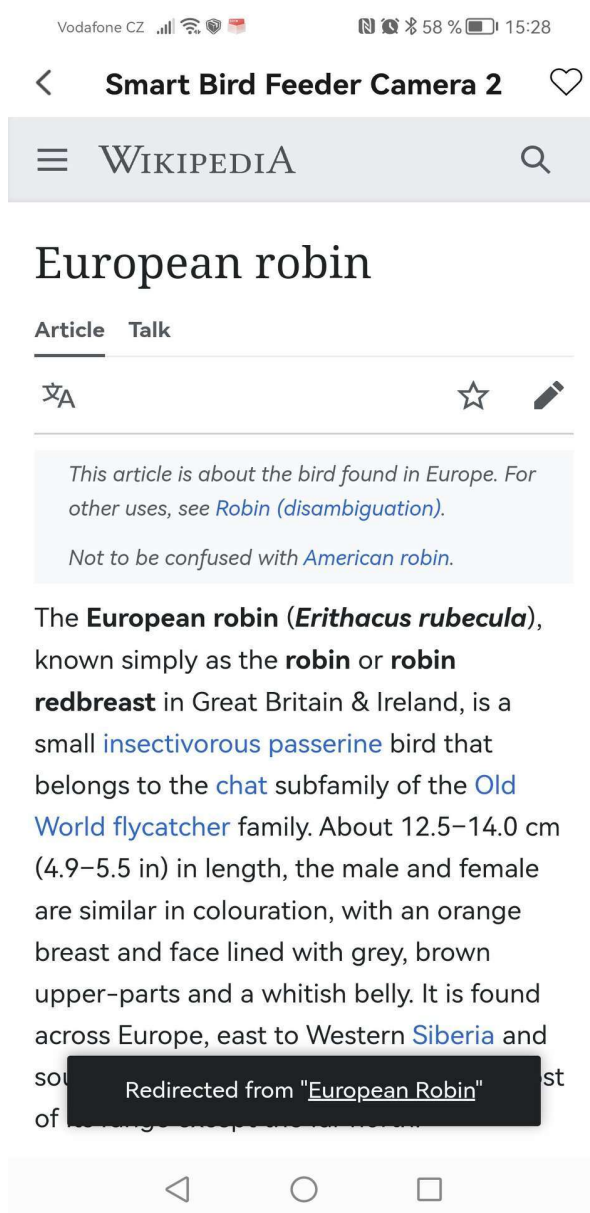 Vodafone CZ 58 % 15:28
Smart Bird Feeder Camera 2
WIKIPEDIA
European robin
Article Talk
文A
This article is about the bird found in Europe. For
other uses, see Robin (disambiguation).
Not to be confused with American robin.
The European robin (Erithacus rubecula),
known simply as the robin or robin
redbreast in Great Britain & Ireland, is a
small insectivorous passerine bird that
belongs to the chat subfamily of the Old
World flycatcher family. About 12.5–14.0 cm
(4.9–5.5 in) in length, the male and female
are similar in colouration, with an orange
breast and face lined with grey, brown
upper-parts and a whitish belly. It is found
across Europe, east to Western Siberia and
Redirected from "European Robin"
of